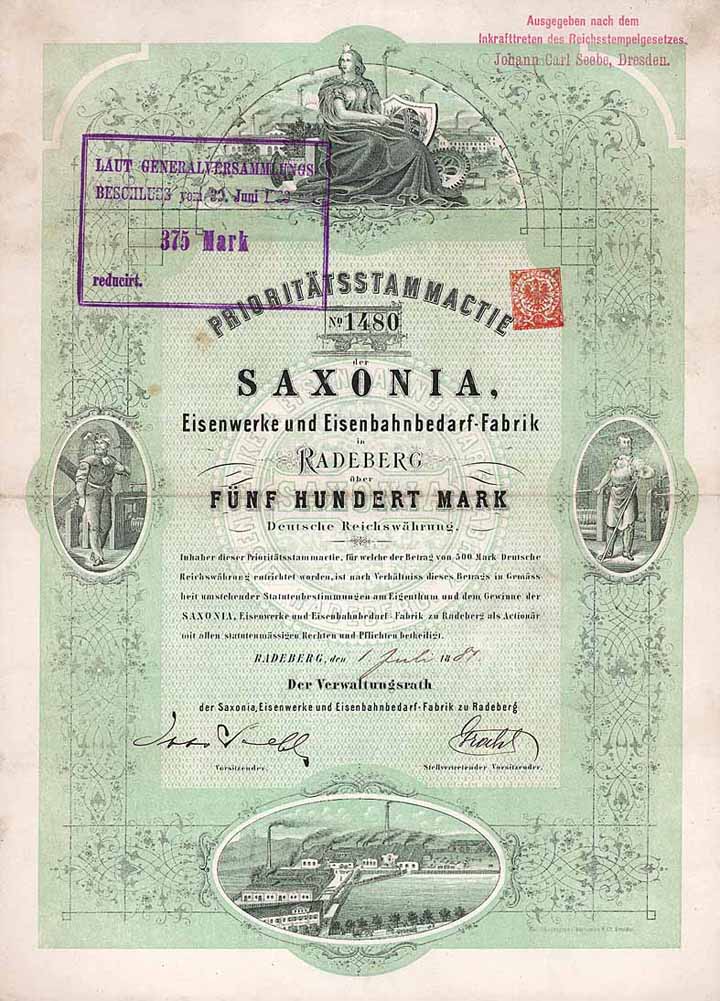 Ausgegeben nach dem
Inkrafttreten des Reichsstempelgesetzes.
Johann Carl Seebe, Dresden.
LAUT GENERALVERSAMMLUNGS-
BESCHLUSS vom 29. Juni
375 Mark
reducirt.
PRIORITÄTSSTAMMACTIE
No 1480
der
SAXONIA,
Eisenwerke und Eisenbahnbedarf-Fabrik
in
RADEBERG
über
FÜNF HUNDERT MARK
Deutsche Reichswährung.
Inhaber dieser Prioritätsstammactie, für welche der Betrag von 500 Mark Deutsche
Reichswährung entrichtet worden, ist nach Verhältniss dieses Betrags in Gemäss-
heit umstehender Statutenbestimmungen am Eigenthum und dem Gewinne der
SAXONIA, Eisenwerke und Eisenbahnbedarf-Fabrik zu Radeberg als Actionär
mit allen statutenmässigen Rechten und Pflichten betheiligt.
RADEBERG, den 1 Juli 1887.
Der Verwaltungsrath
der Saxonia, Eisenwerke und Eisenbahnbedarf-Fabrik zu Radeberg
Vorsitzender.
Stellvertretender Vorsitzender.